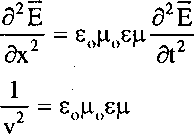 ∂²E̅/∂x² = ε₀μ₀εμ ∂²E̅/∂t²
1/v² = ε₀μ₀εμ